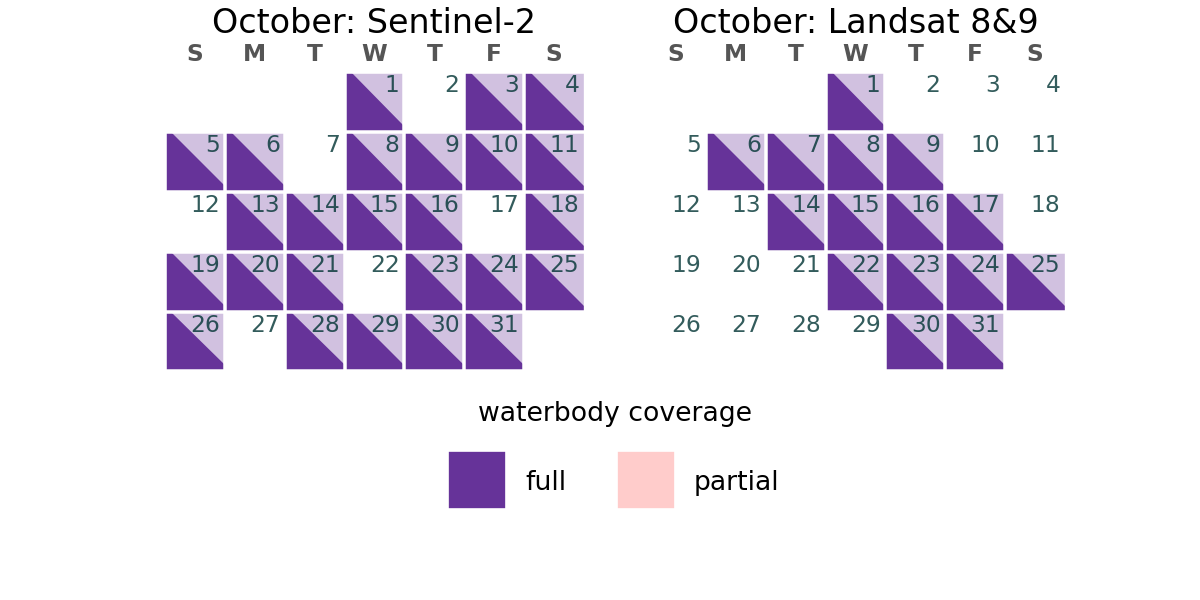 October: Sentinel-2
S M T W T F S
1 2 3 4
5 6 7 8 9 10 11
12 13 14 15 16 17 18
19 20 21 22 23 24 25
26 27 28 29 30 31
October: Landsat 8&9
S M T W T F S
1 2 3 4
5 6 7 8 9 10 11
12 13 14 15 16 17 18
19 20 21 22 23 24 25
26 27 28 29 30 31
waterbody coverage
full partial